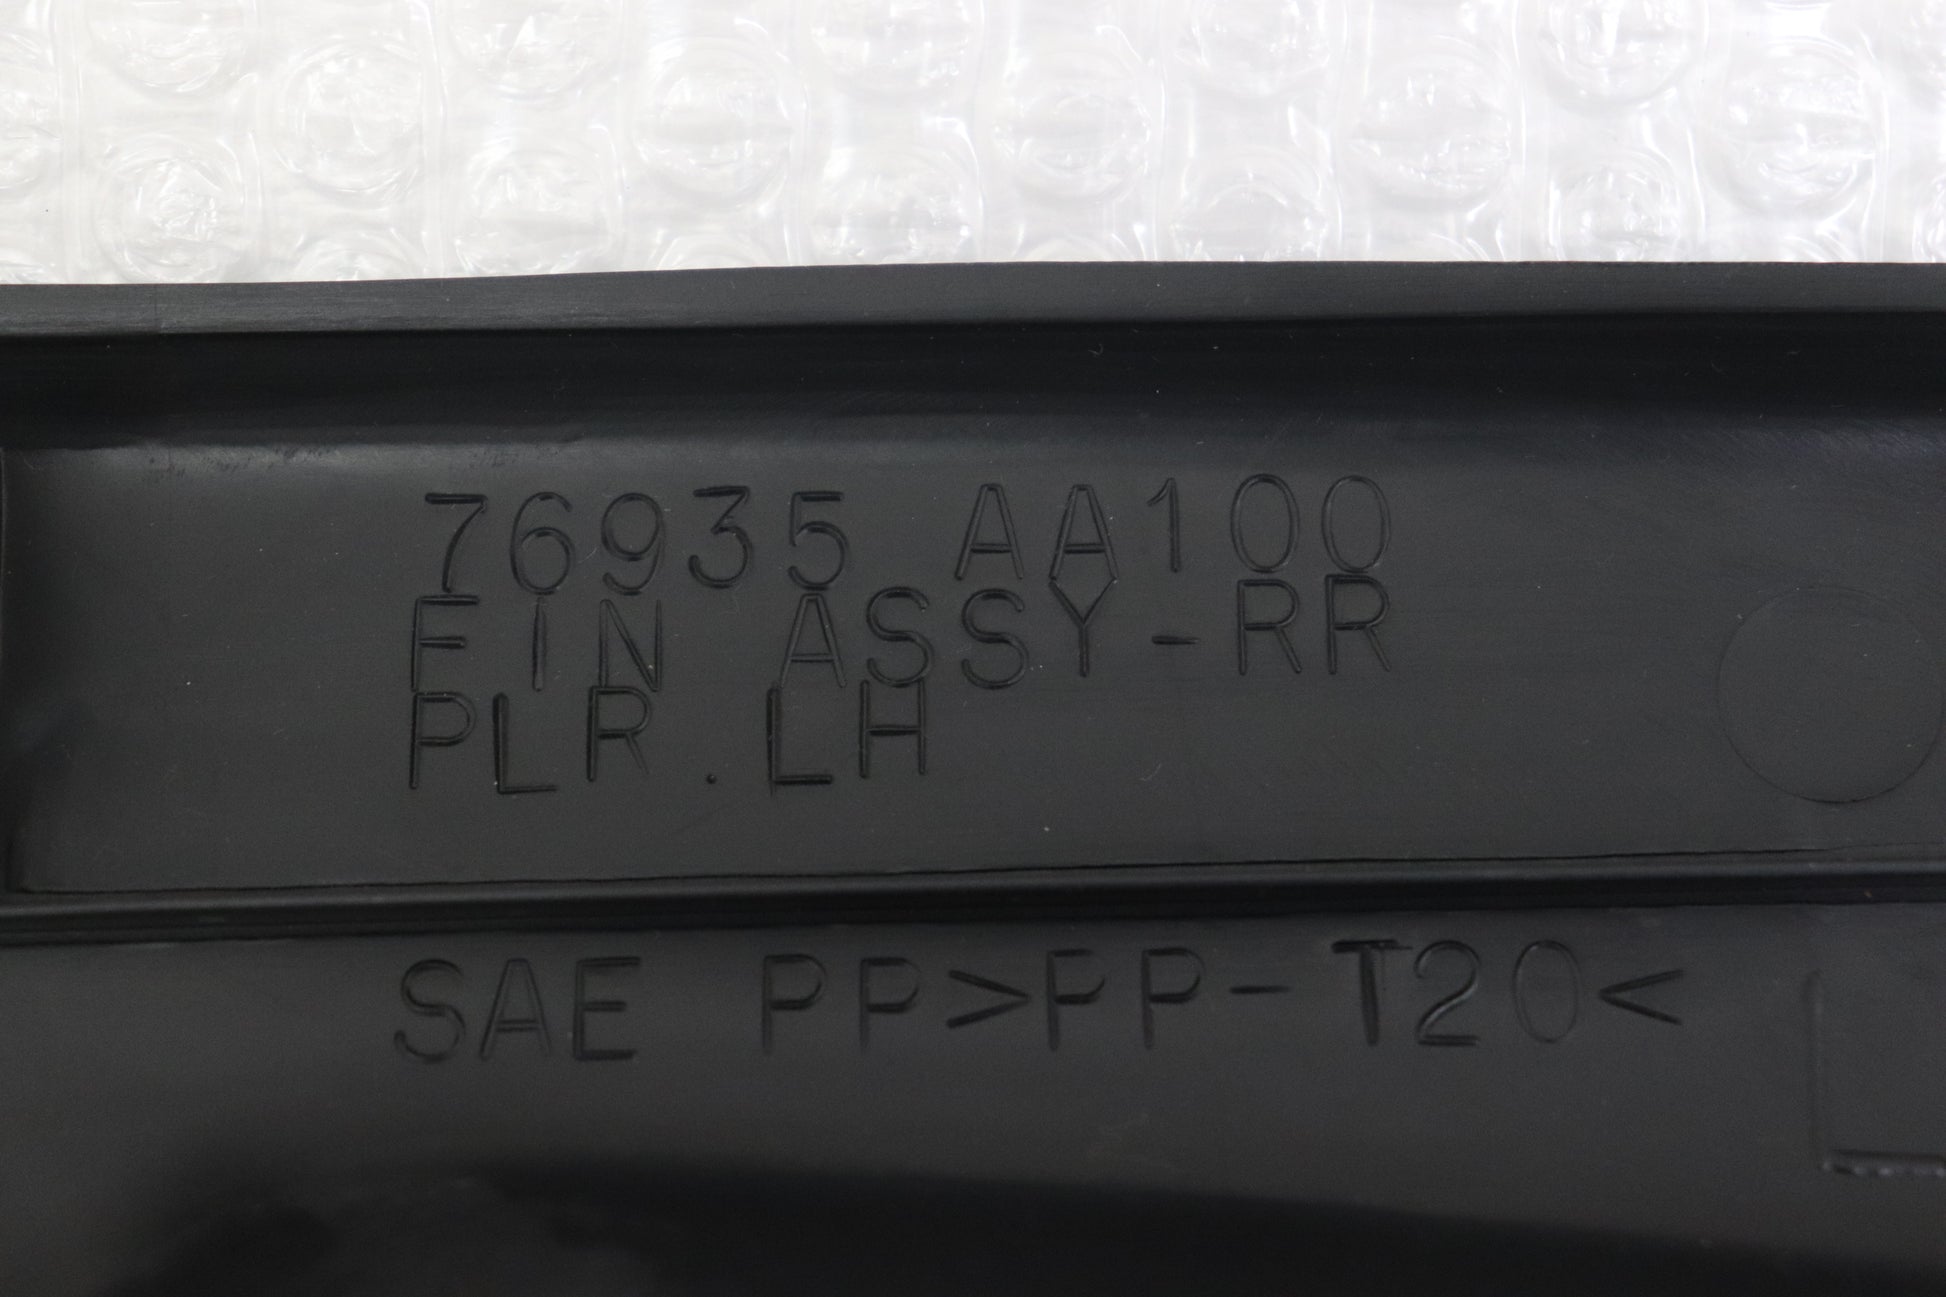 76935 AA100
FIN ASSY-RR
PLR.LH
SAE PP>PP-T20<